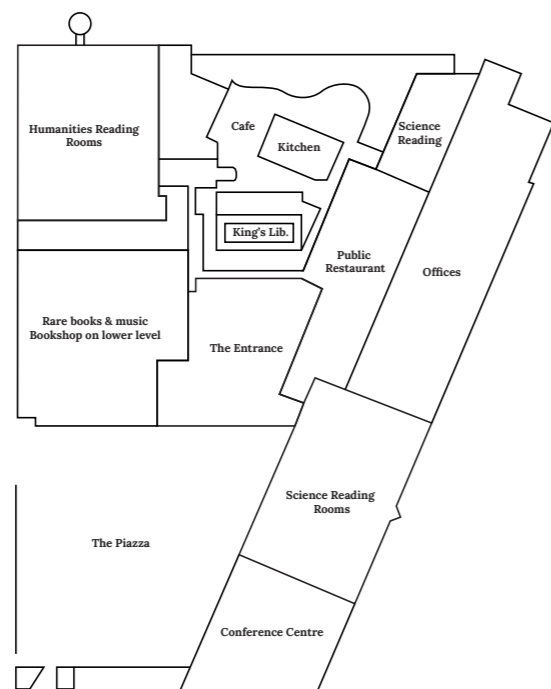 Humanities Reading
Rooms
Cafe
Kitchen
Science
Reading
King's Lib.
Public
Restaurant
Offices
Rare books & music
Bookshop on lower level
The Entrance
Science Reading
Rooms
The Piazza
Conference Centre